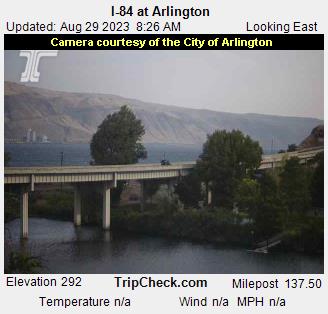 I-84 at Arlington
Updated: Aug 29 2023 8:26 AM Looking East
Camera courtesy of the City of Arlington
Elevation 292 TripCheck.com Milepost 137.50
Temperature n/a Wind n/a MPH n/a